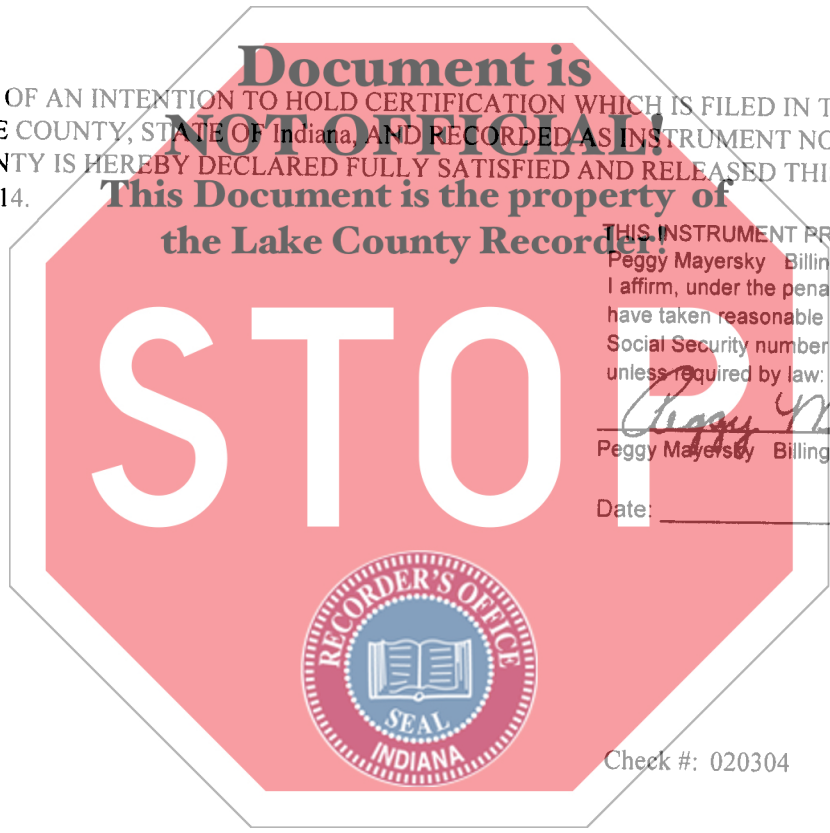 Document is
OF AN INTENTION TO HOLD CERTIFICATION WHICH IS FILED IN T
E COUNTY, STATE OF Indiana, AND RECORDED AS INSTRUMENT NO
NOT OFFICIAL!
NTY IS HEREBY DECLARED FULLY SATISFIED AND RELEASED THI
14.
This Document is the property of
the Lake County Recorder!
THIS INSTRUMENT PR
Peggy Mayersky Billin
I affirm, under the pena
have taken reasonable
Social Security number
unless required by law:
STOP
Peggy M
Peggy Mayersky Billing
Date:
RECORDER'S OFFICE
SEAL
INDIANA
Check #: 020304